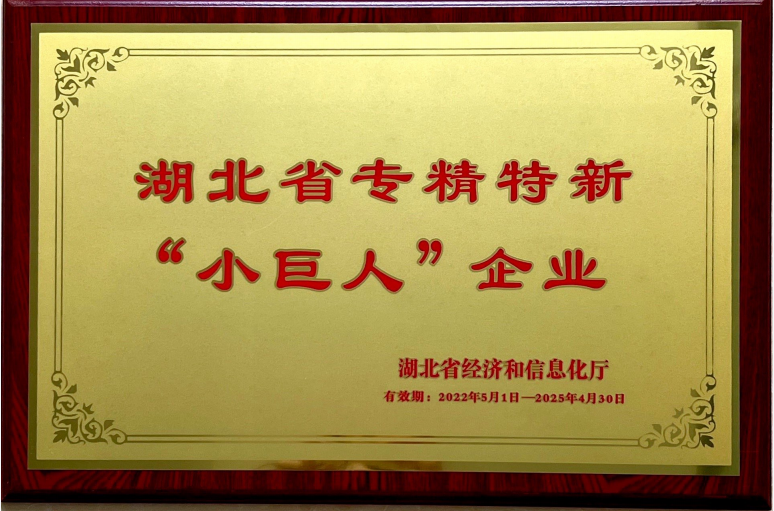 湖北省专精特新
“小巨人”企业
湖北省经济和信息化厅
有效期：2022年5月1日—2025年4月30日